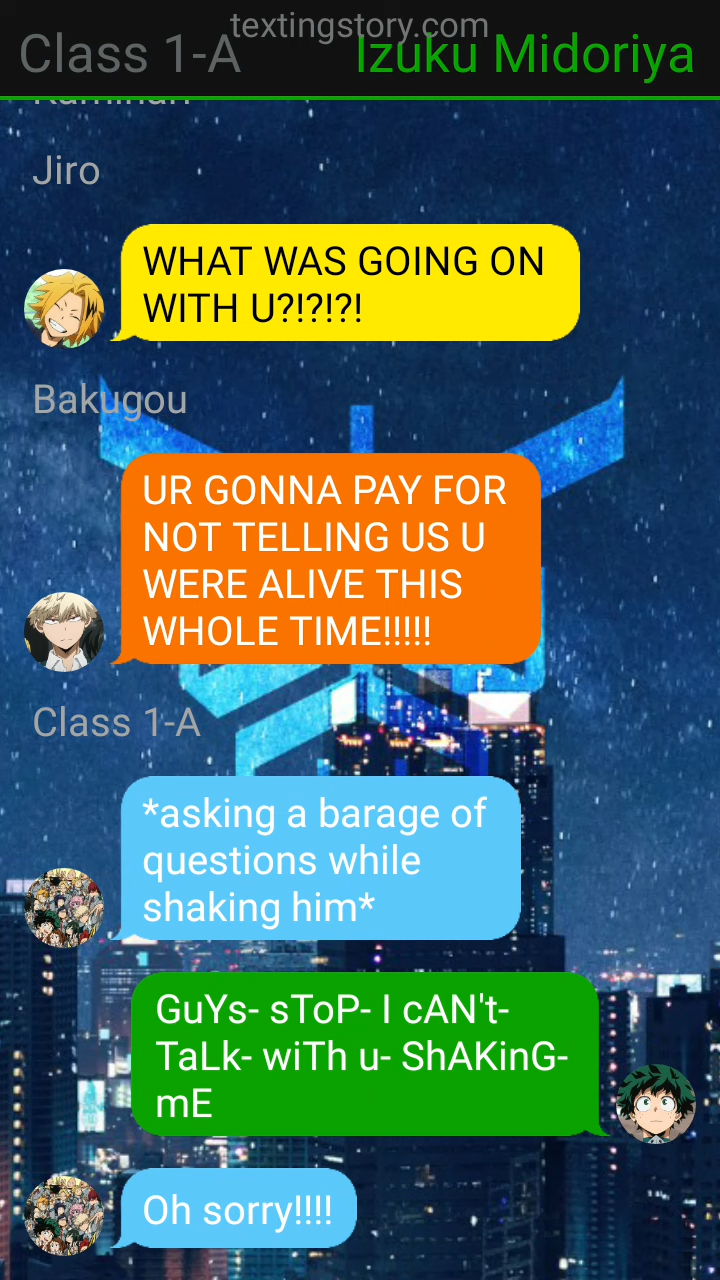 textingstory.com
Class 1-A
Izuku Midoriya
Jiro
WHAT WAS GOING ON
WITH U?!?!?!
Bakugou
UR GONNA PAY FOR
NOT TELLING US U
WERE ALIVE THIS
WHOLE TIME!!!!!
Class 1-A
*asking a barage of
questions while
shaking him*
GuYs- sToP- I cAN't-
TaLk- wiTh u- ShAKinG-
mE
Oh sorry!!!!